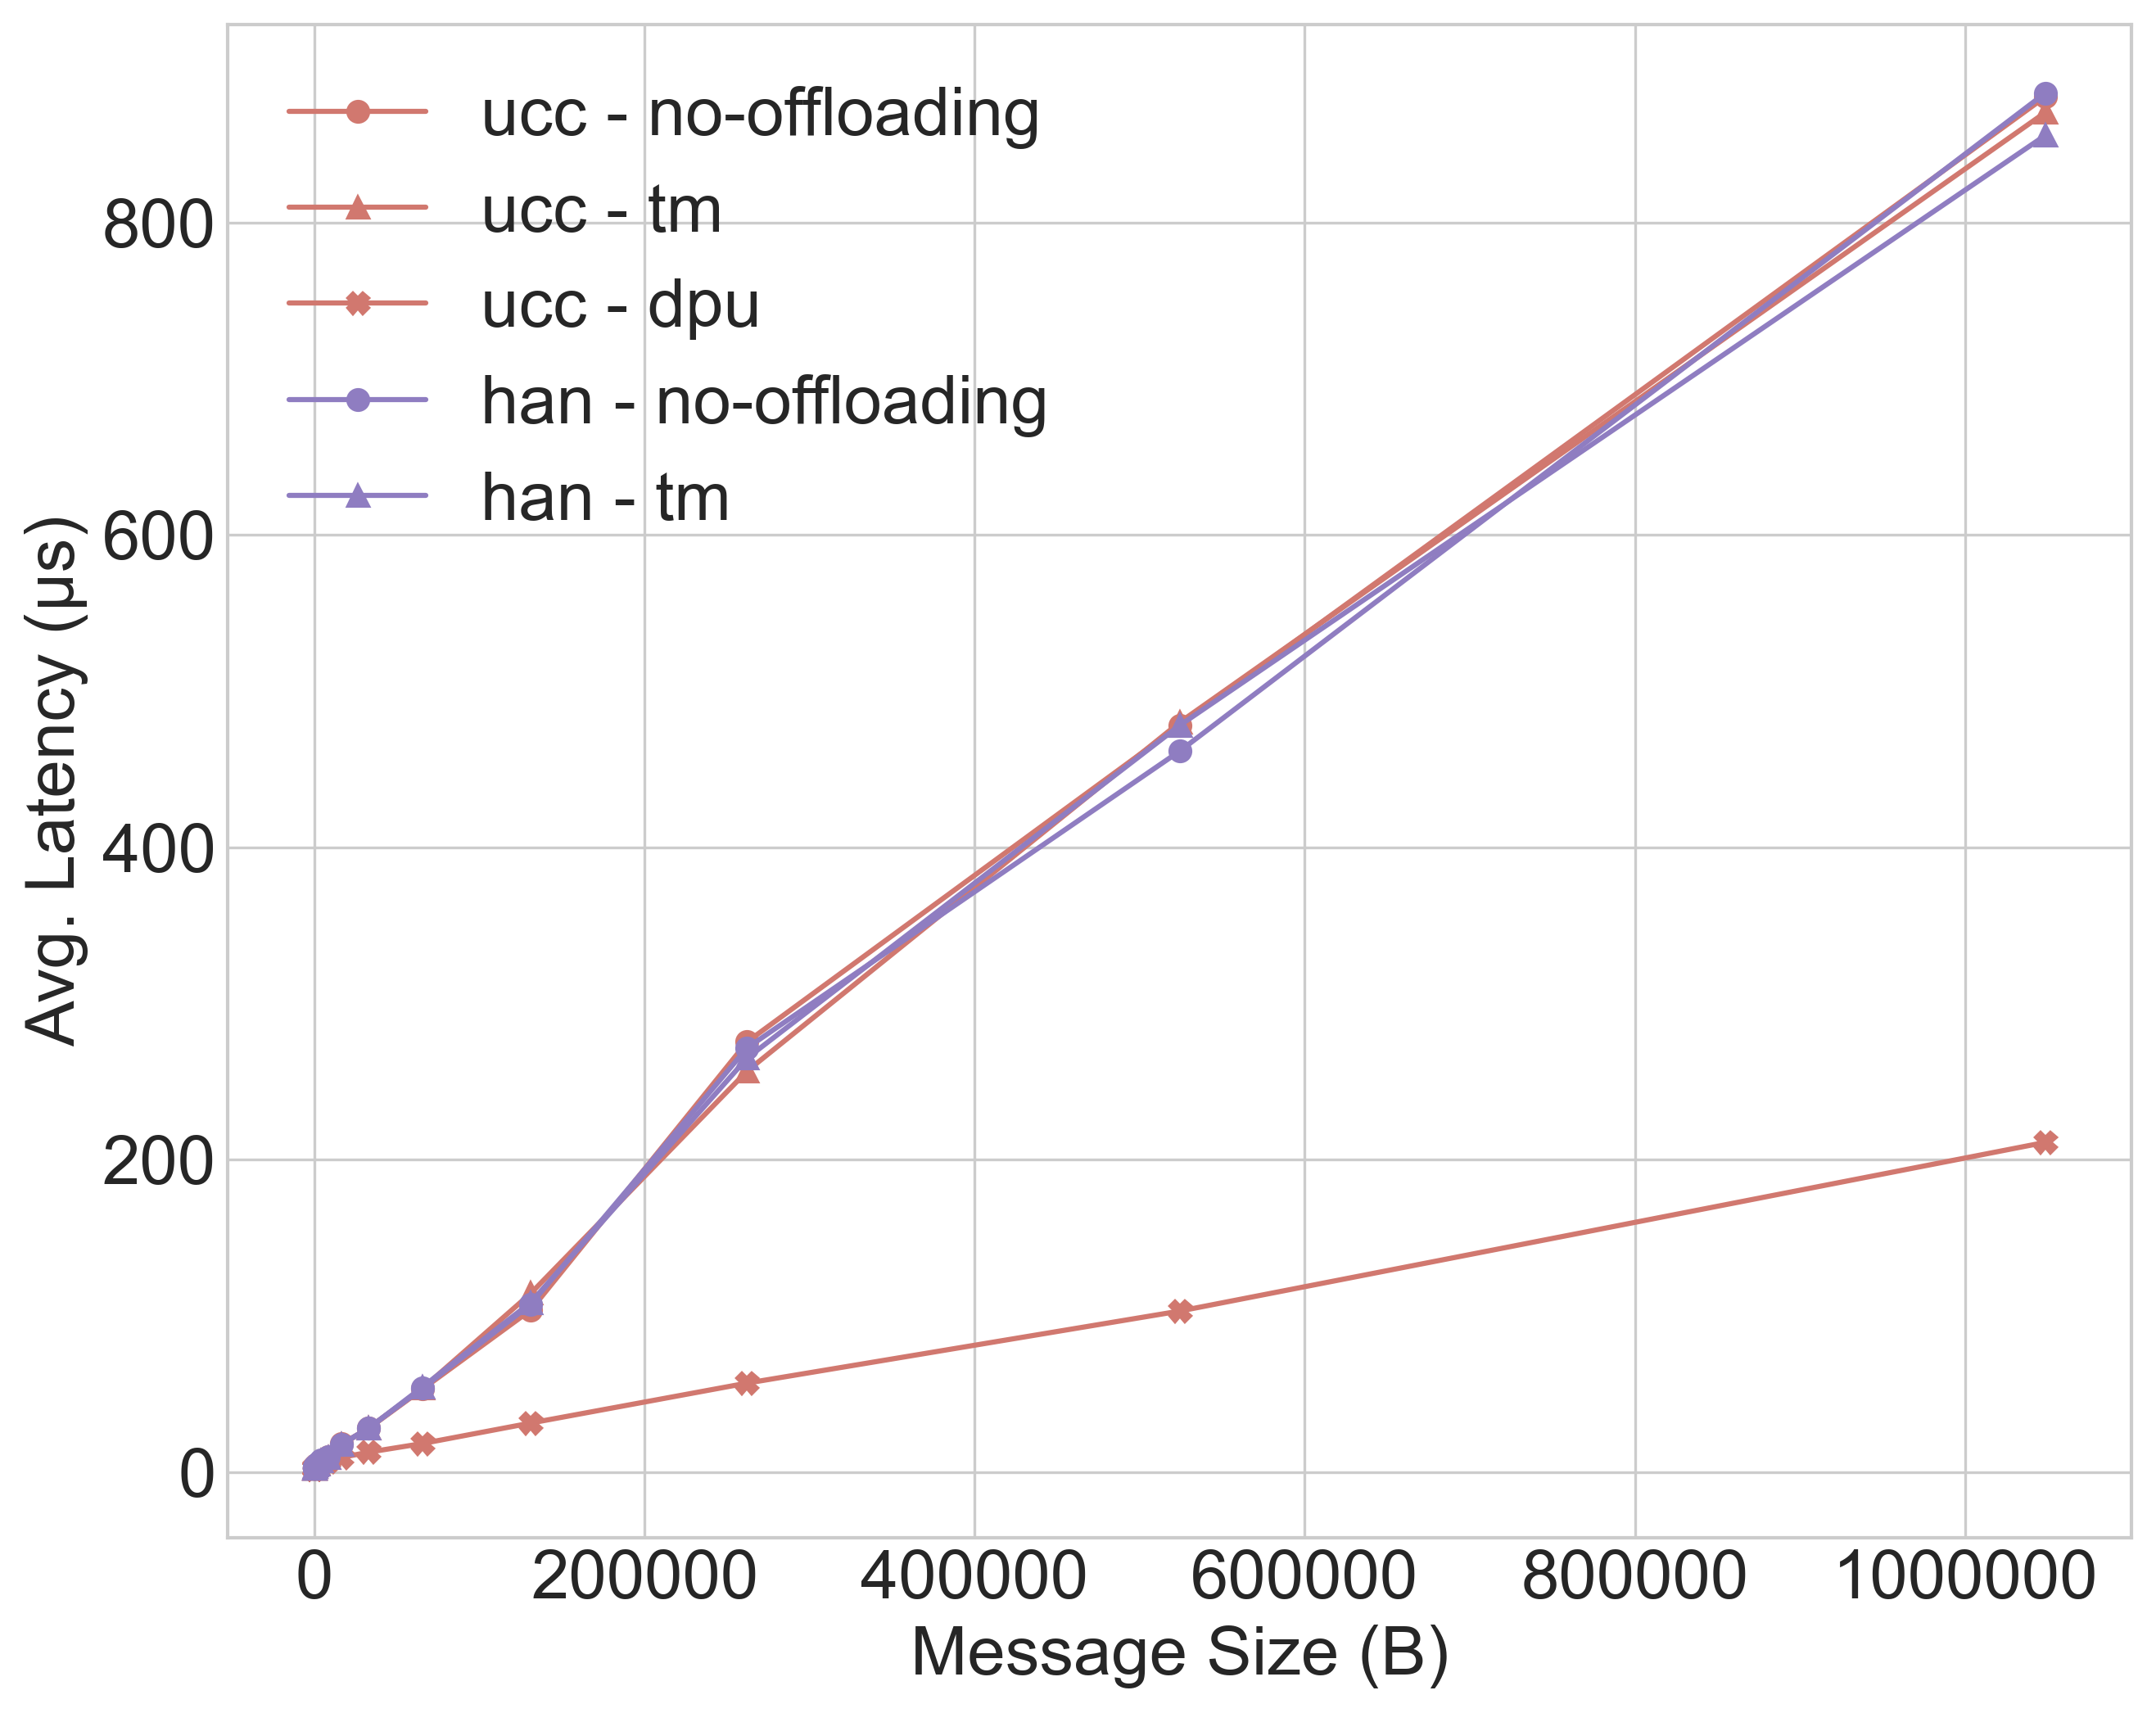 ucc - no-offloading
ucc - tm
ucc - dpu
han - no-offloading
han - tm
Avg. Latency (μs)
800
600
400
200
0
0 200000 400000 600000 800000 1000000
Message Size (B)